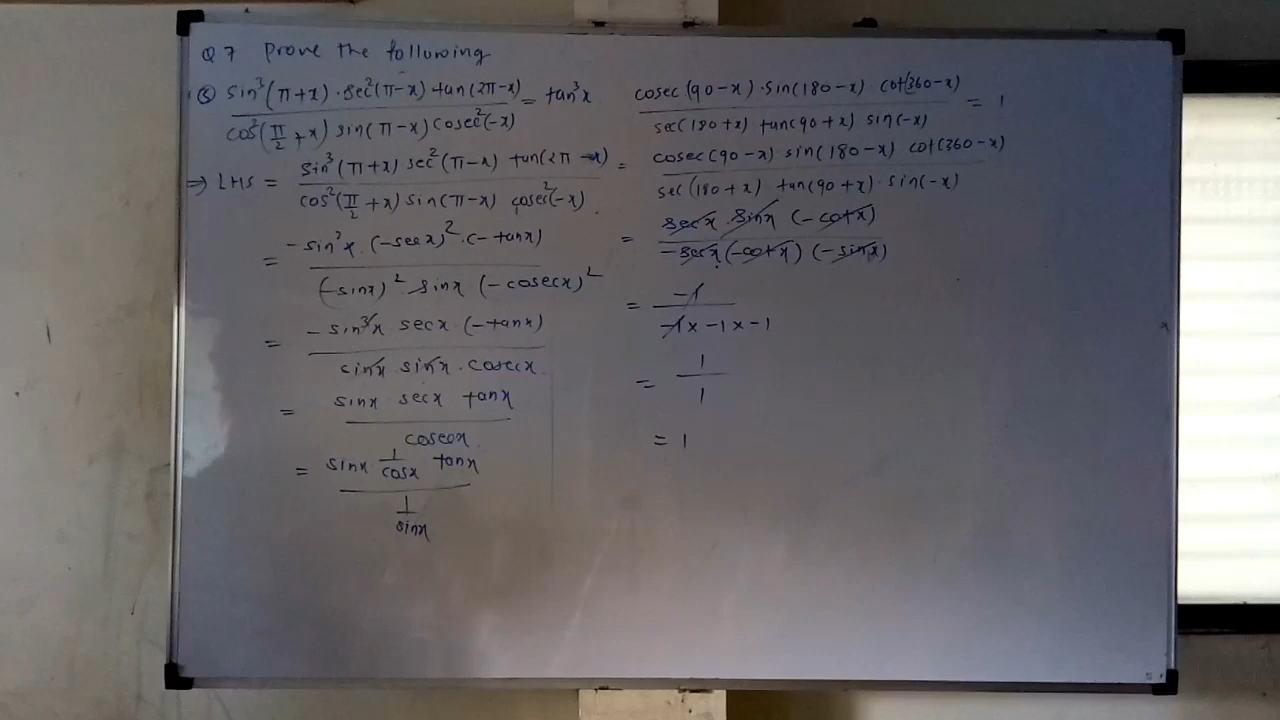 Q 7 Prove the following
(5) sin³(π+x)·sec²(π-x) tan(2π-x) / cos²(π/2 + x) sin(π-x) cosec²(-x) = tan³x
⇒ LHS = sin³(π+x) sec²(π-x) tan(2π-x) / cos²(π/2 + x) sin(π-x) cosec²(-x)
= -sin³x · (-secx)² · (-tanx) / (-sinx)² · sinx (-cosecx)²
= -sin³x secx · (-tanx) / sinx sinx · cosecx
= sinx secx tanx / cosecx
= sinx 1/cosx tanx / 1/sinx
cosec(90-x)·sin(180-x) cot(360-x) / sec(180+x) tan(90+x) sin(-x) = 1
= cosec(90-x) sin(180-x) cot(360-x) / sec(180+x) tan(90+x)·sin(-x)
= secx · sinx (-cotx) / -secx (-cotx) (-sinx)
= -1 / -1x -1x -1
= 1 / 1
= 1